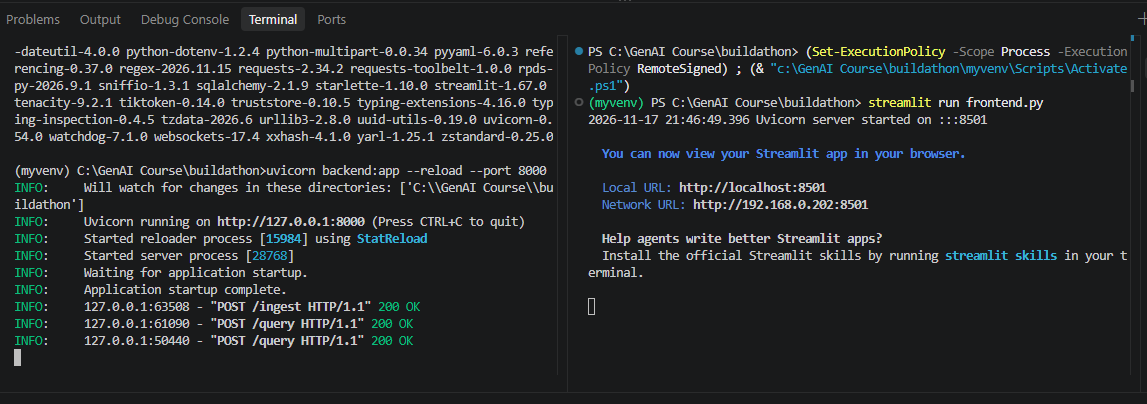 Problems Output Debug Console Terminal Ports
-dateutil-4.0.0 python-dotenv-1.2.4 python-multipart-0.0.34 pyyaml-6.0.3 refe
rencing-0.37.0 regex-2026.11.15 requests-2.34.2 requests-toolbelt-1.0.0 rpds-
py-2026.9.1 sniffio-1.3.1 sqlalchemy-2.1.9 starlette-1.10.0 streamlit-1.67.0
tenacity-9.2.1 tiktoken-0.14.0 truststore-0.10.5 typing-extensions-4.16.0 typ
ing-inspection-0.4.5 tzdata-2026.6 urllib3-2.8.0 uuid-utils-0.19.0 uvicorn-0.
54.0 watchdog-7.1.0 websockets-17.4 xxhash-4.1.0 yarl-1.25.1 zstandard-0.25.0
(myvenv) C:\GenAI Course\buildathon>uvicorn backend:app --reload --port 8000
INFO: Will watch for changes in these directories: ['C:\\GenAI Course\\bu
ildathon']
INFO: Uvicorn running on http://127.0.0.1:8000 (Press CTRL+C to quit)
INFO: Started reloader process [15984] using StatReload
INFO: Started server process [28768]
INFO: Waiting for application startup.
INFO: Application startup complete.
INFO: 127.0.0.1:63508 - "POST /ingest HTTP/1.1" 200 OK
INFO: 127.0.0.1:61090 - "POST /query HTTP/1.1" 200 OK
INFO: 127.0.0.1:50440 - "POST /query HTTP/1.1" 200 OK
PS C:\GenAI Course\buildathon> (Set-ExecutionPolicy -Scope Process -Execution
Policy RemoteSigned) ; (& "c:\GenAI Course\buildathon\myvenv\Scripts\Activate
.ps1")
(myvenv) PS C:\GenAI Course\buildathon> streamlit run frontend.py
2026-11-17 21:46:49.396 Uvicorn server started on :::8501
You can now view your Streamlit app in your browser.
Local URL: http://localhost:8501
Network URL: http://192.168.0.202:8501
Help agents write better Streamlit apps?
Install the official Streamlit skills by running streamlit skills in your t
erminal.